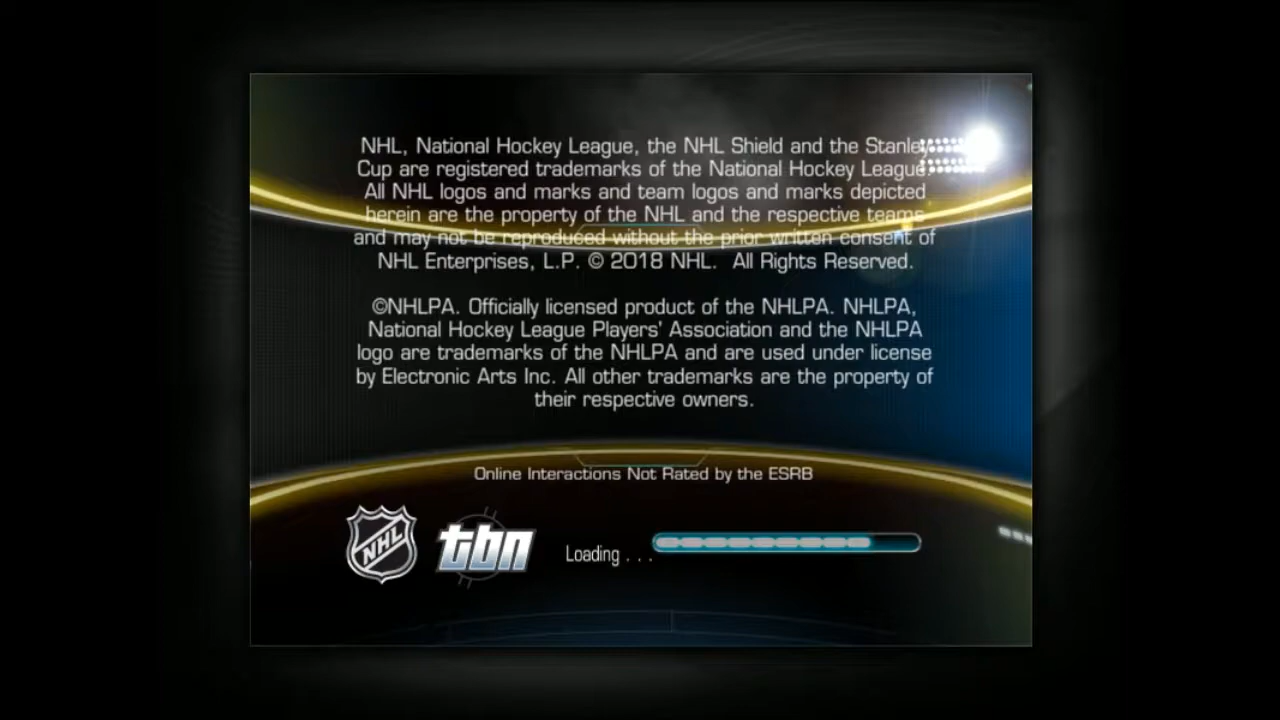 NHL, National Hockey League, the NHL Shield and the Stanley
Cup are registered trademarks of the National Hockey League.
All NHL logos and marks and team logos and marks depicted
herein are the property of the NHL and the respective teams
and may not be reproduced without the prior written consent of
NHL Enterprises, L.P. © 2018 NHL. All Rights Reserved.
©NHLPA. Officially licensed product of the NHLPA. NHLPA,
National Hockey League Players' Association and the NHLPA
logo are trademarks of the NHLPA and are used under license
by Electronic Arts Inc. All other trademarks are the property of
their respective owners.
Online Interactions Not Rated by the ESRB
NHL
tbn
Loading . . .